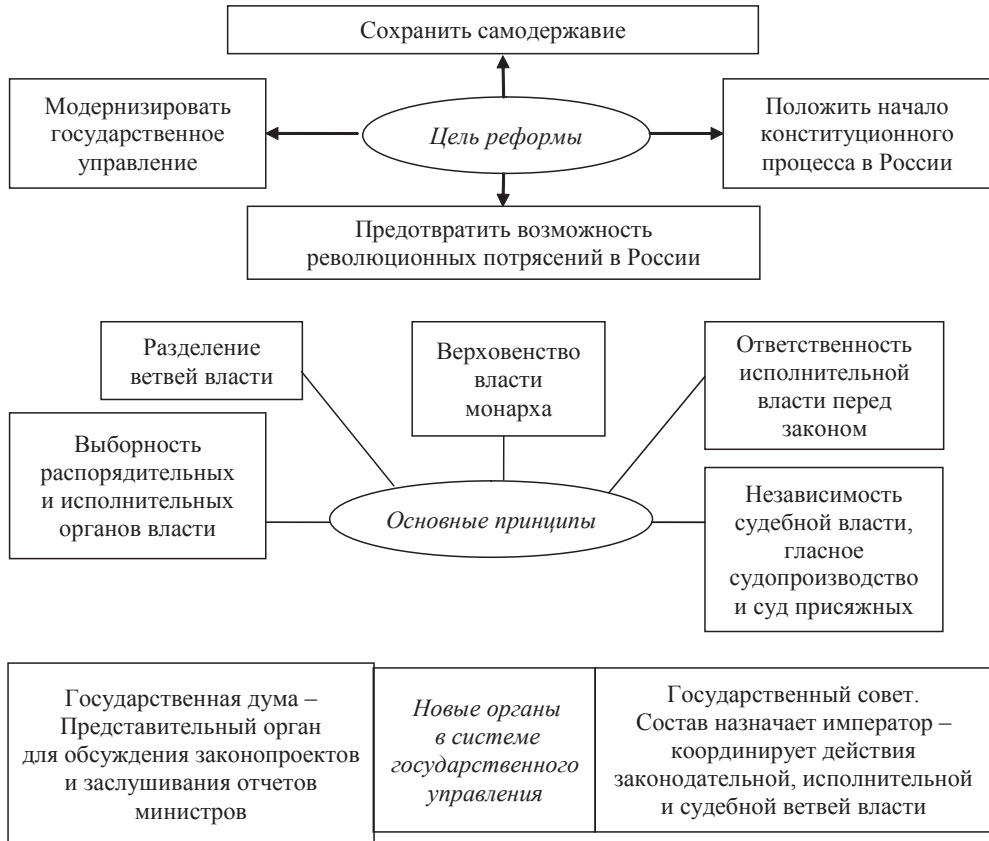 Сохранить самодержавие
Модернизировать
государственное
управление
Цель реформы
Положить начало
конституционного
процесса в России
Предотвратить возможность
революционных потрясений в России
Разделение
ветвей власти
Верховенство
власти
монарха
Ответственность
исполнительной
власти перед
законом
Выборность
распорядительных
и исполнительных
органов власти
Основные принципы
Независимость
судебной власти,
гласное
судопроизводство
и суд присяжных
Государственная дума –
Представительный орган
для обсуждения законопроектов
и заслушивания отчетов
министров
Новые органы
в системе
государственного
управления
Государственный совет.
Состав назначает император –
координирует действия
законодательной, исполнительной
и судебной ветвей власти